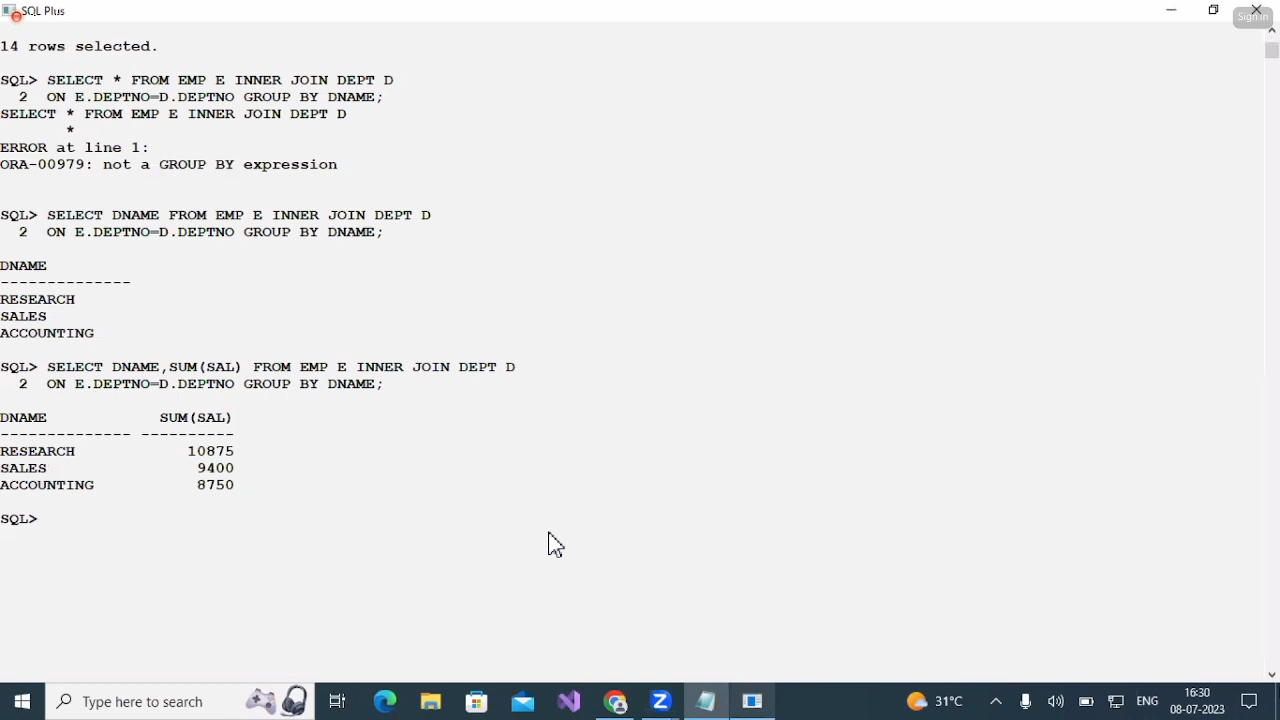 SQL Plus
Sign in
14 rows selected.
SQL> SELECT * FROM EMP E INNER JOIN DEPT D
  2  ON E.DEPTNO=D.DEPTNO GROUP BY DNAME;
SELECT * FROM EMP E INNER JOIN DEPT D
       *
ERROR at line 1:
ORA-00979: not a GROUP BY expression
SQL> SELECT DNAME FROM EMP E INNER JOIN DEPT D
  2  ON E.DEPTNO=D.DEPTNO GROUP BY DNAME;
DNAME
--------------
RESEARCH
SALES
ACCOUNTING
SQL> SELECT DNAME,SUM(SAL) FROM EMP E INNER JOIN DEPT D
  2  ON E.DEPTNO=D.DEPTNO GROUP BY DNAME;
DNAME            SUM(SAL)
-------------- ----------
RESEARCH            10875
SALES                9400
ACCOUNTING           8750
SQL>
Type here to search
31°C
ENG
16:30
08-07-2023